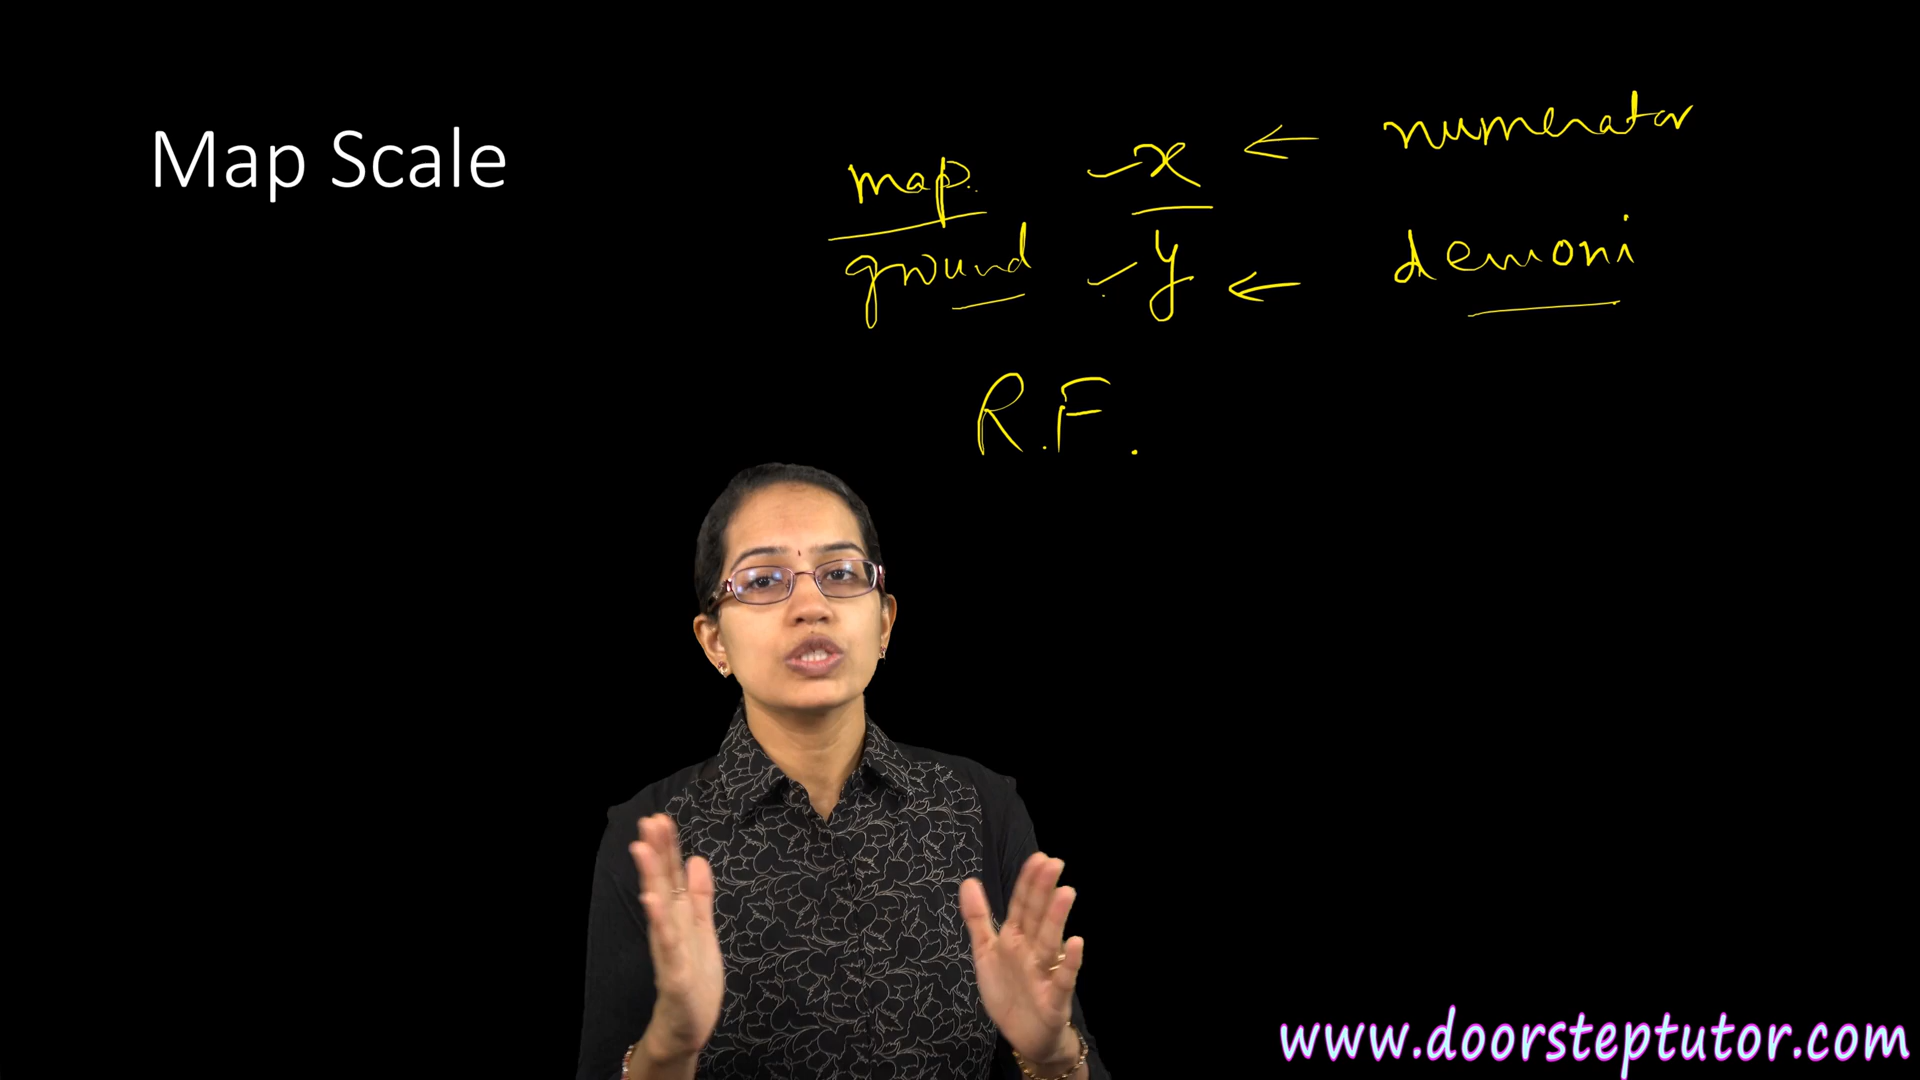 Map Scale
map. x ← numerator
ground y ← demoni
R.F.
www.doorsteptutor.com